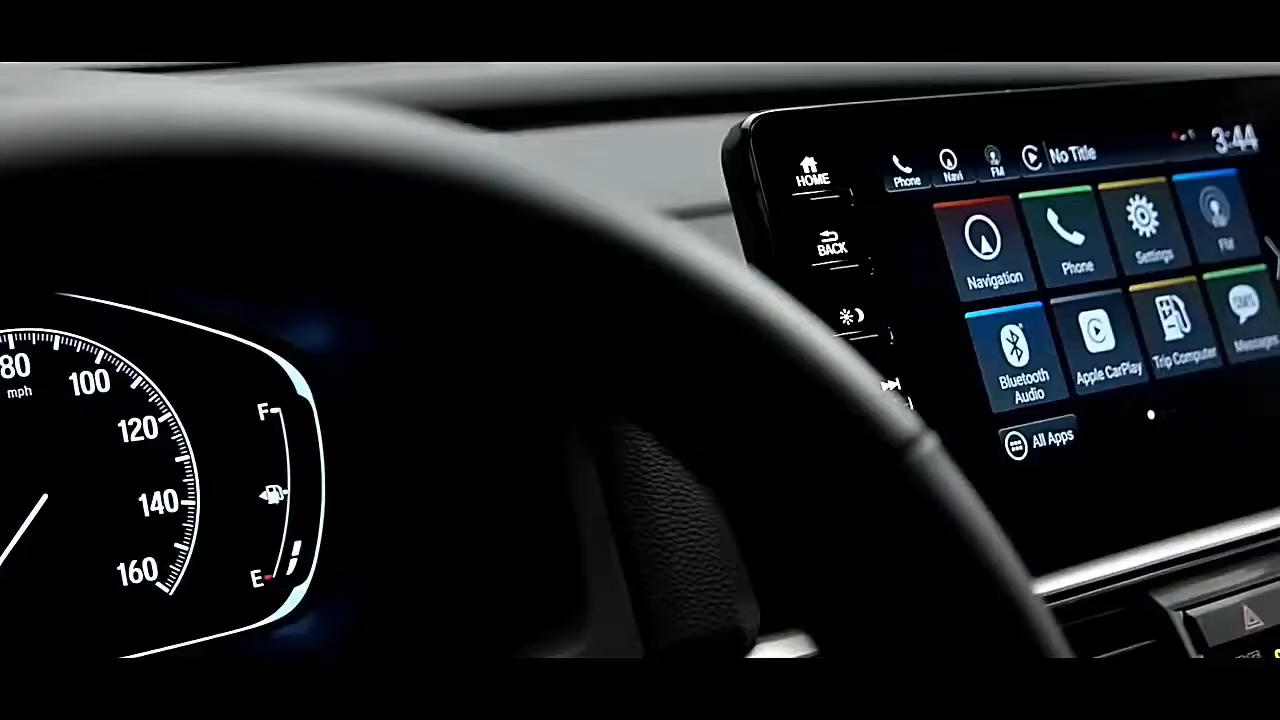 HOME
BACK
Phone
Navi
FM
No Title
3:44
Navigation
Phone
Settings
FM
Bluetooth
Audio
Apple CarPlay
Trip Computer
SMS
Messages
All Apps
80
mph
100
120
140
160
F
E